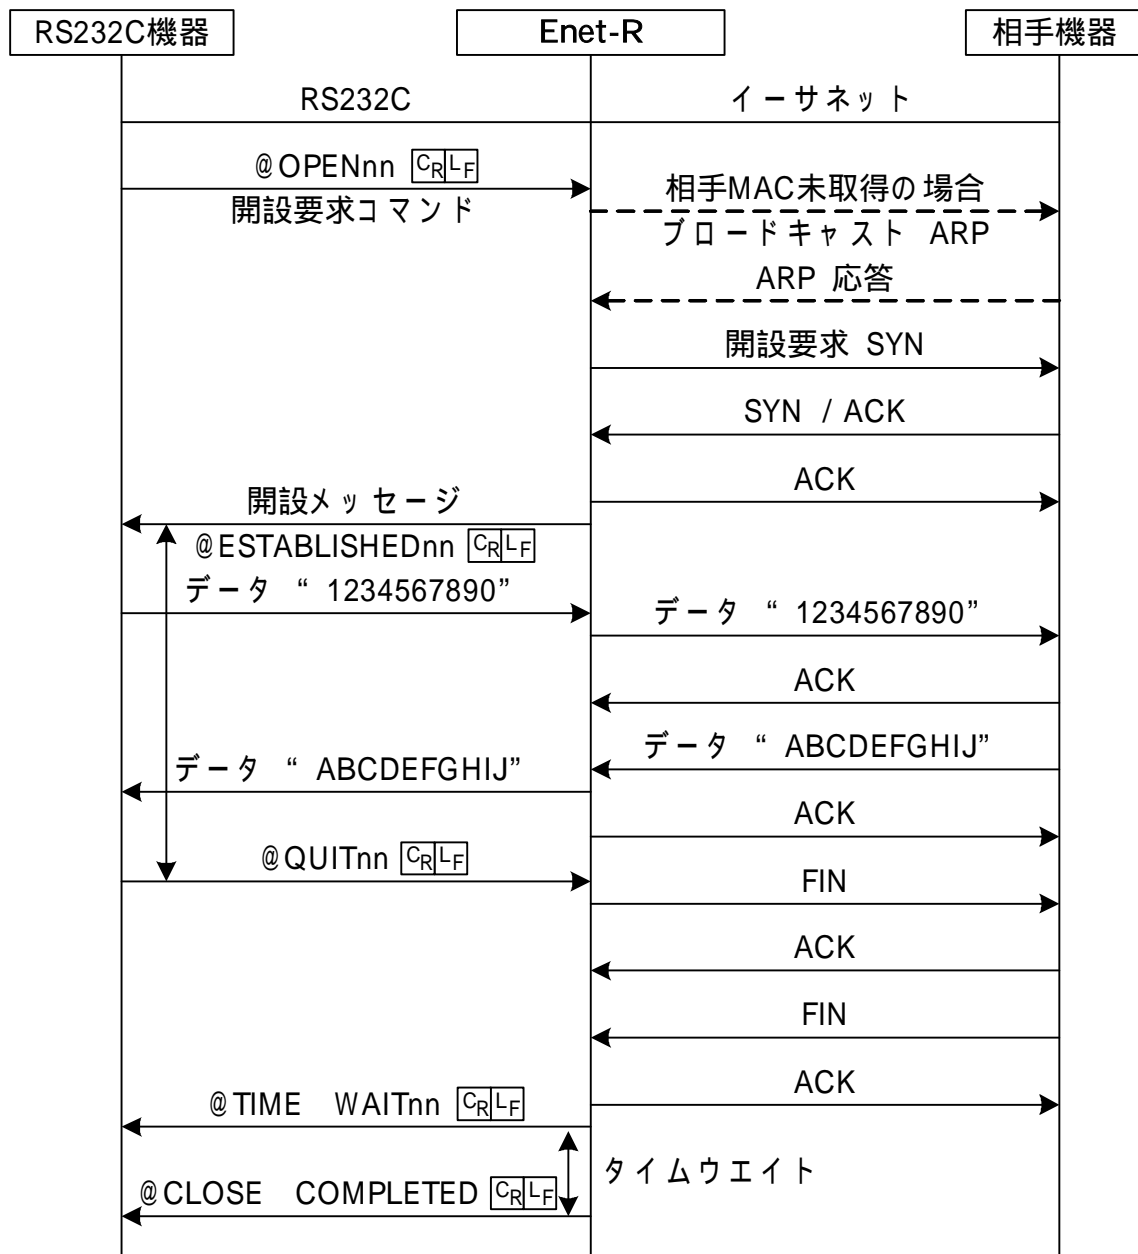 RS232C機器 Enet-R 相手機器
RS232C イーサネット
@OPENnn CRLF
相手MAC未取得の場合
開設要求コマンド
ブロードキャスト ARP
ARP 応答
開設要求 SYN
SYN / ACK
ACK
開設メッセージ
@ESTABLISHEDnn CRLF
データ “ 1234567890”
データ “ 1234567890”
ACK
データ “ ABCDEFGHIJ”
データ “ ABCDEFGHIJ”
ACK
@QUITnn CRLF
FIN
ACK
FIN
ACK
@TIME WAITnn CRLF
タイムウエイト
@CLOSE COMPLETED CRLF